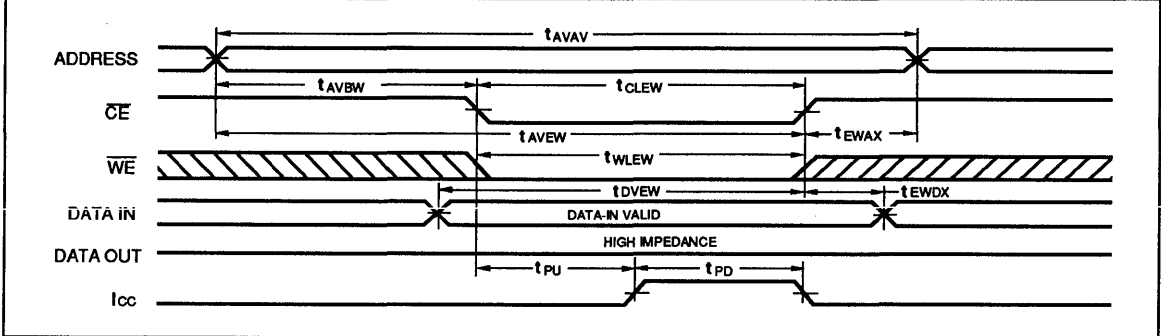 tAVAV
ADDRESS
tAVBW
tCLEW
CE
tAVEW
tEWAX
WE
tWLEW
tDVEW
tEWDX
DATA IN
DATA-IN VALID
HIGH IMPEDANCE
DATA OUT
tPU
tPD
Icc